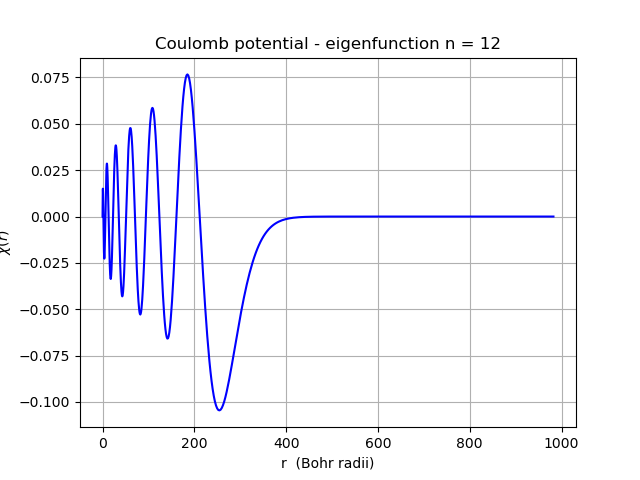 Coulomb potential - eigenfunction n = 12
0.075
0.050
0.025
0.000
−0.025
−0.050
−0.075
−0.100
χ(r)
0 200 400 600 800 1000
r (Bohr radii)